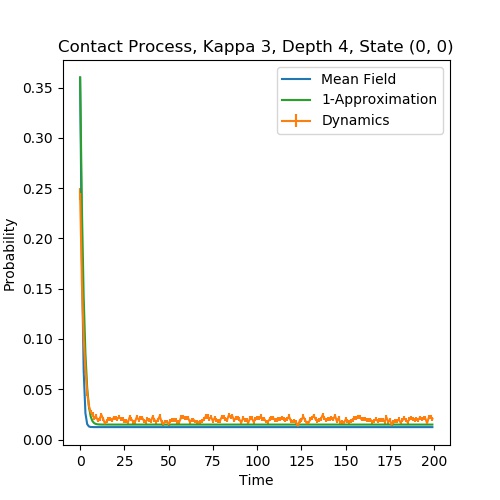 Contact Process, Kappa 3, Depth 4, State (0, 0)
Mean Field
1-Approximation
Dynamics
0.35
0.30
0.25
0.20
0.15
0.10
0.05
0.00
Probability
0 25 50 75 100 125 150 175 200
Time